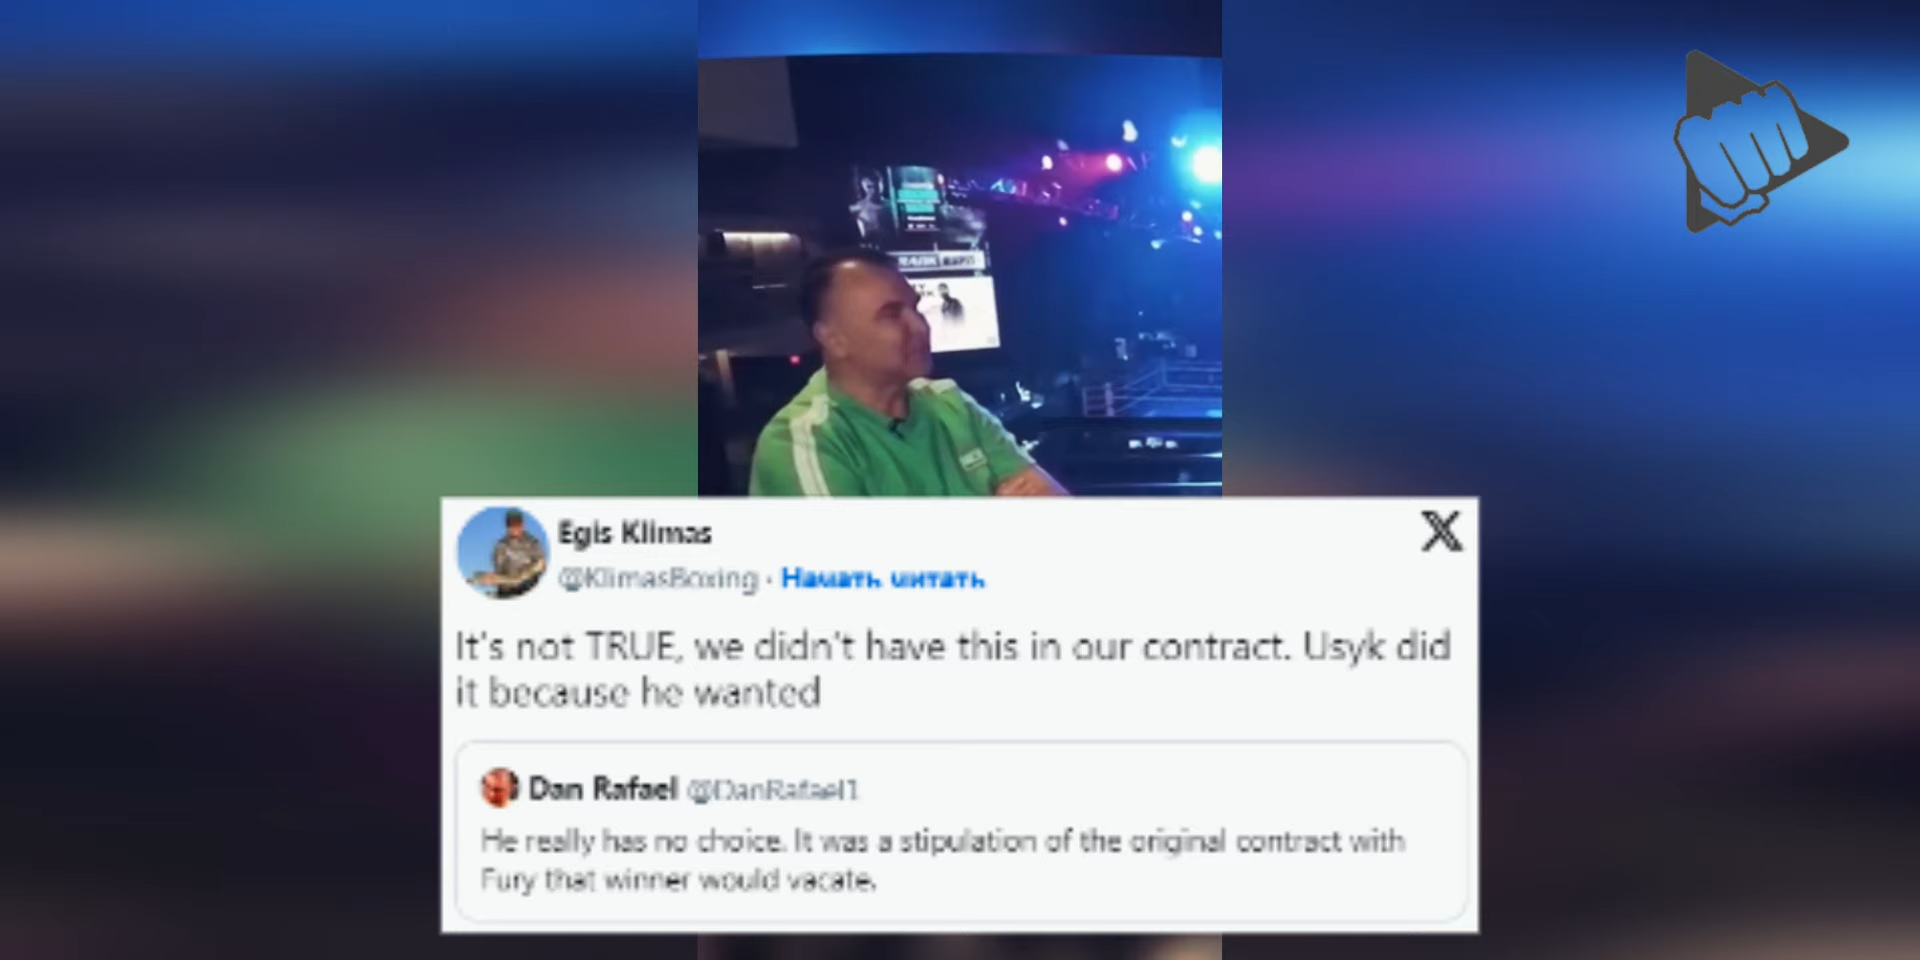 Egis Klimas
@KlimasBoxing · Начать читать
It's not TRUE, we didn't have this in our contract. Usyk did
it because he wanted
Dan Rafael @DanRafael1
He really has no choice. It was a stipulation of the original contract with
Fury that winner would vacate.